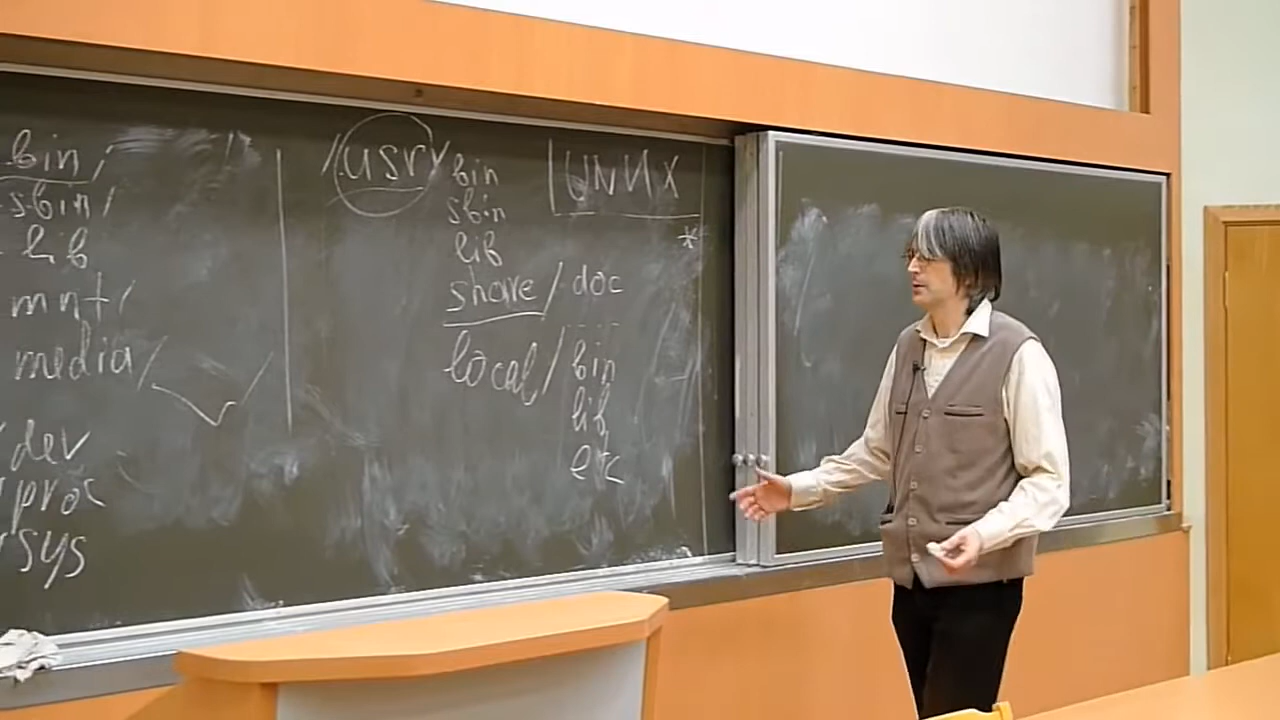 bin/
sbin/
lib
mnt/
media/
/dev
/proc
/sys
/usr/bin
sbin
lib
share/doc
local/bin
lib
etc
UNIX
*